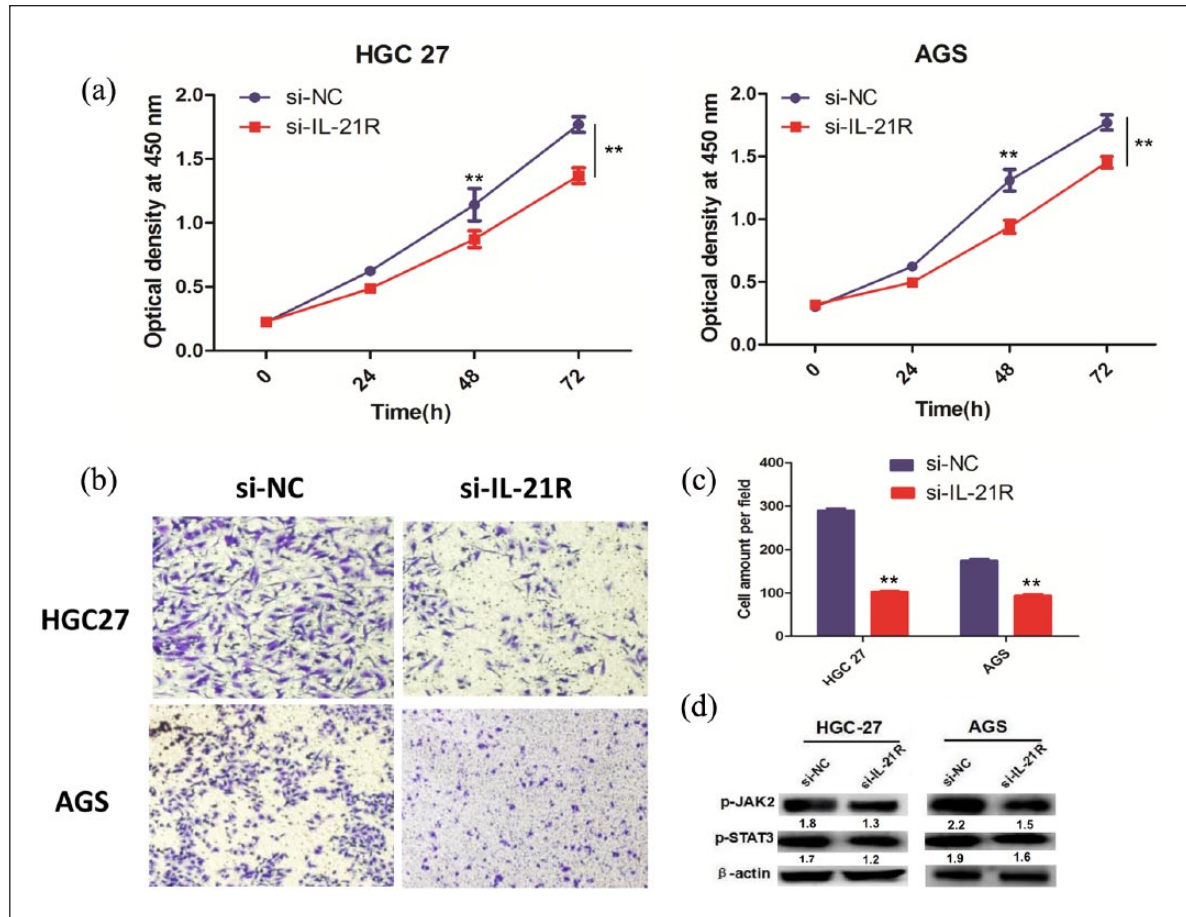 HGC 27
AGS
(a)
si-NC
si-IL-21R
si-NC
si-IL-21R
Optical density at 450 nm
2.0
1.5
1.0
0.5
0.0
**
**
0
24
48
72
Time(h)
Optical density at 450 nm
2.0
1.5
1.0
0.5
0.0
**
**
0
24
48
72
Time(h)
(b)
si-NC
si-IL-21R
HGC27
AGS
(c)
si-NC
si-IL-21R
Cell amount per field
400
300
200
100
0
**
**
HGC 27
AGS
(d)
HGC-27
AGS
si-NC
si-IL-21R
si-NC
si-IL-21R
p-JAK2
1.8 1.3 2.2 1.5
p-STAT3
1.7 1.2 1.9 1.6
β-actin